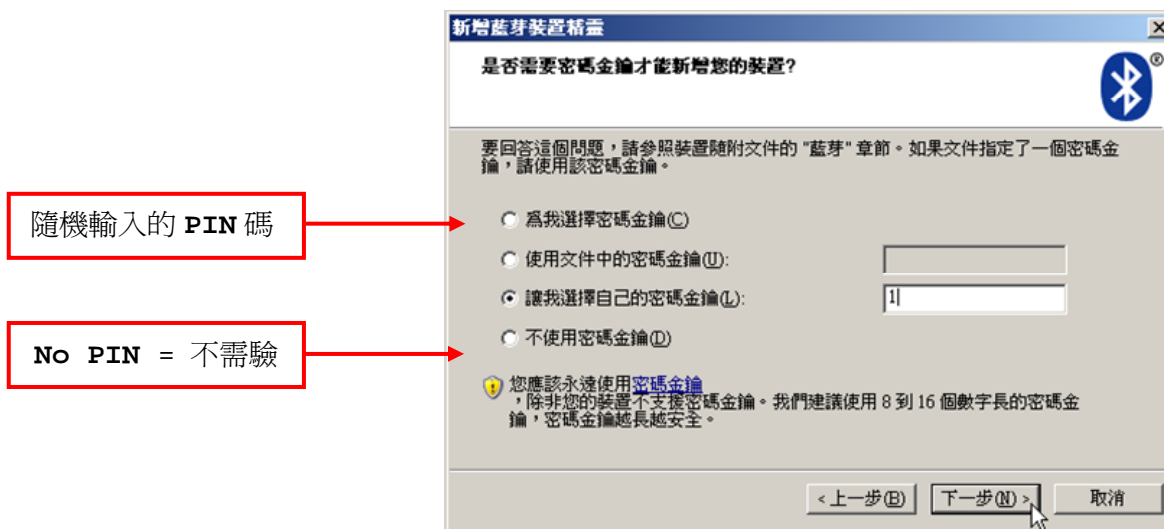 新增藍芽裝置精靈
是否需要密碼金鑰才能新增您的裝置?
®
要回答這個問題，請參照裝置隨附文件的 "藍芽" 章節。如果文件指定了一個密碼金
鑰，請使用該密碼金鑰。
隨機輸入的 PIN 碼
為我選擇密碼金鑰(C)
使用文件中的密碼金鑰(U):
讓我選擇自己的密碼金鑰(L):
1
No PIN = 不需驗
不使用密碼金鑰(D)
您應該永遠使用密碼金鑰
，除非您的裝置不支援密碼金鑰。我們建議使用 8 到 16 個數字長的密碼金
鑰，密碼金鑰越長越安全。
< 上一步(B)
下一步(N) >
取消